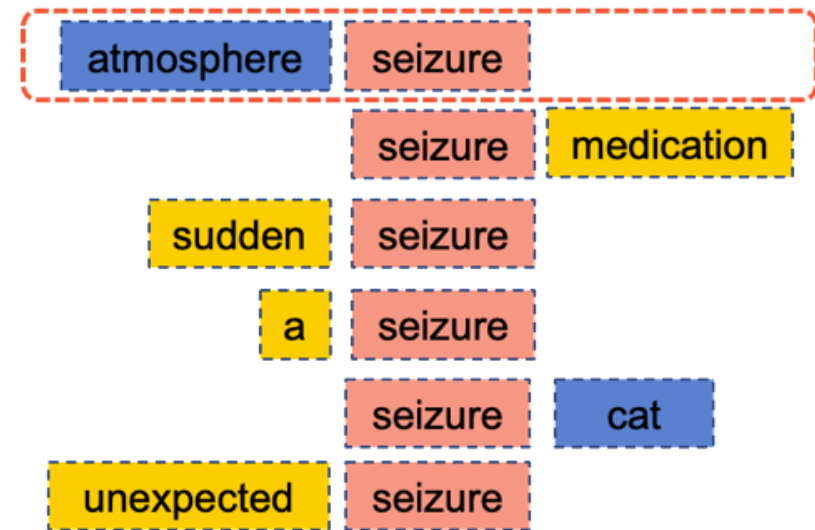 atmosphere seizure
seizure medication
sudden seizure
a seizure
seizure cat
unexpected seizure